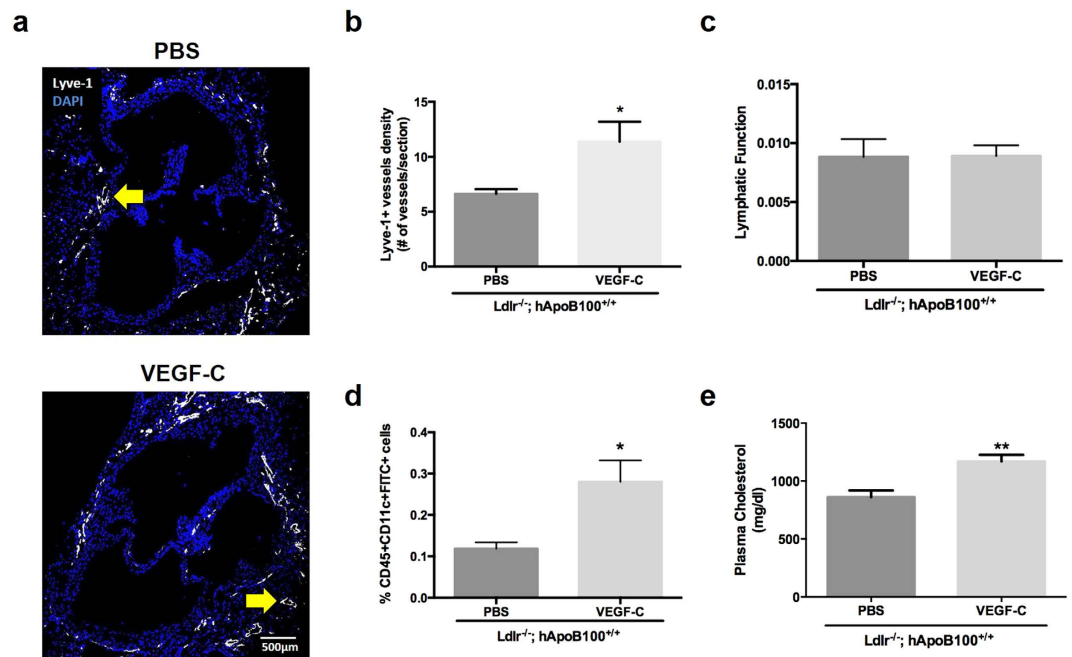 a
PBS
Lyve-1
DAPI
VEGF-C
500µm
b
15
10
5
0
Lyve-1+ vessels density
(# of vessels/section)
*
PBS
VEGF-C
Ldlr-/-; hApoB100+/+
c
0.015
0.010
0.005
0.000
Lymphatic Function
PBS
VEGF-C
Ldlr-/-; hApoB100+/+
d
0.4
0.3
0.2
0.1
0.0
% CD45+CD11c+FITC+ cells
*
PBS
VEGF-C
Ldlr-/-; hApoB100+/+
e
1500
1000
500
0
Plasma Cholesterol
(mg/dl)
**
PBS
VEGF-C
Ldlr-/-; hApoB100+/+